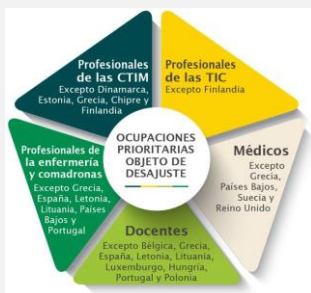 Profesionales
de las CTIM
Excepto Dinamarca,
Estonia, Grecia, Chipre y
Finlandia
Profesionales
de las TIC
Excepto Finlandia
OCUPACIONES
PRIORITARIAS
OBJETO DE
DESAJUSTE
Profesionales de
la enfermería
y comadronas
Excepto Grecia,
España, Letonia,
Lituania, Países
Bajos y
Portugal
Médicos
Excepto
Grecia,
Países Bajos,
Suecia y
Reino Unido
Docentes
Excepto Bélgica, Grecia,
España, Letonia, Lituania,
Luxemburgo, Hungría,
Portugal y Polonia